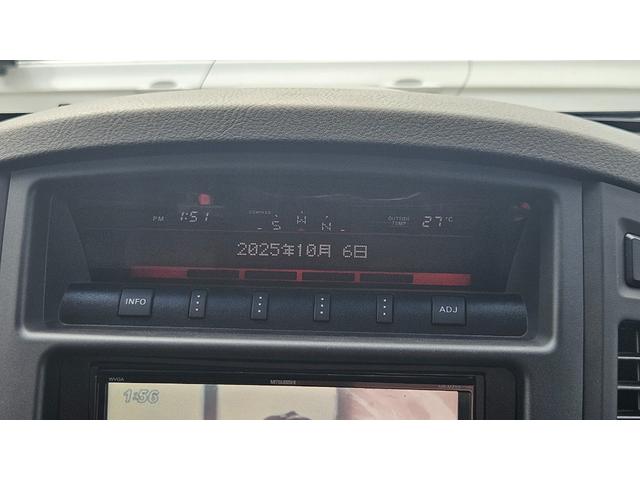 PM 1:51 COMPASS S W N OUTSIDE TEMP 27°C
2025年10月 6日
INFO ADJ
WVGA MITSUBISHI
1:56